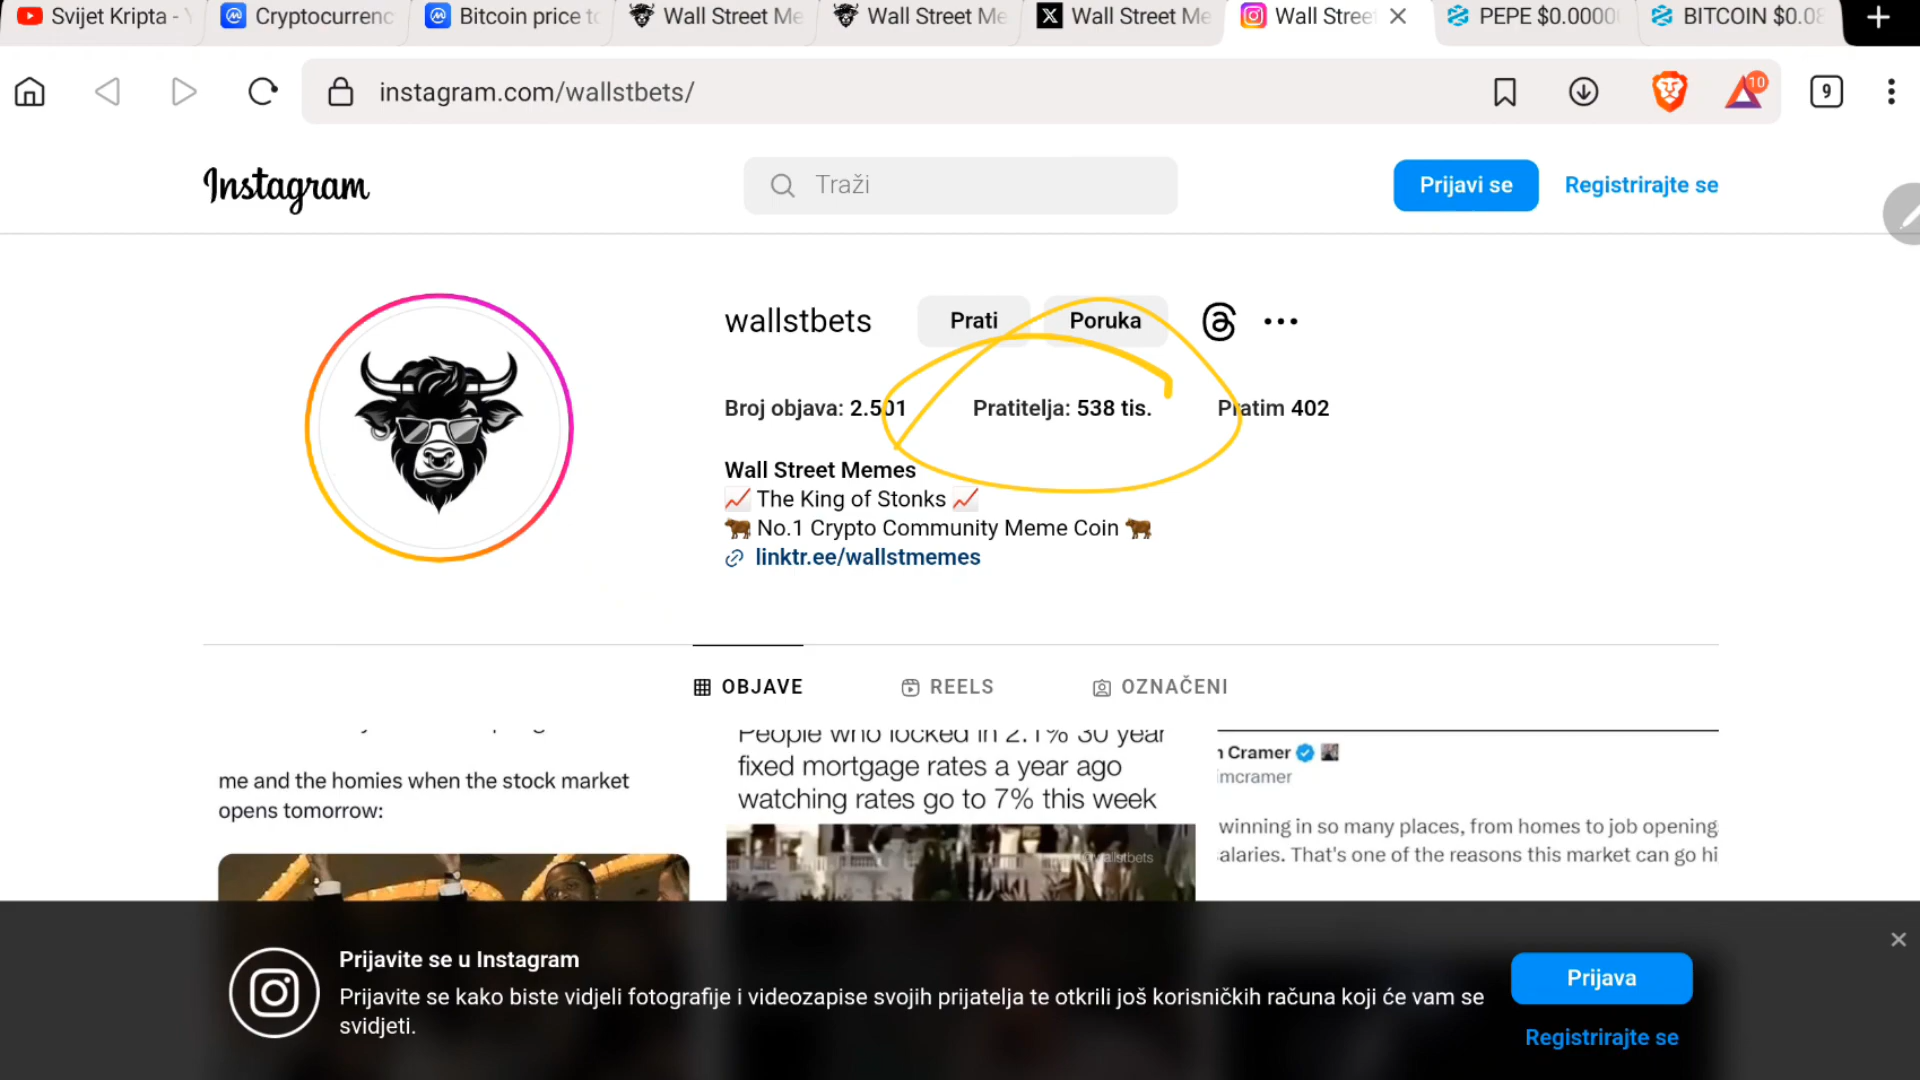 Svijet Kripta -
Cryptocurrenc
Bitcoin price to
Wall Street Me
Wall Street Me
Wall Street Me
Wall Stree
PEPE $0.0000
BITCOIN $0.08
instagram.com/wallstbets/
10
9
Instagram
Traži
Prijavi se
Registrirajte se
wallstbets
Prati
Poruka
Broj objava: 2.501
Pratitelja: 538 tis.
Pratim 402
Wall Street Memes
📈 The King of Stonks 📈
🐂 No.1 Crypto Community Meme Coin 🐂
linktr.ee/wallstmemes
OBJAVE
REELS
OZNAČENI
me and the homies when the stock market
opens tomorrow:
People who locked in 2.1% 30 year
fixed mortgage rates a year ago
watching rates go to 7% this week
@wallstbets
n Cramer
imcramer
winning in so many places, from homes to job opening
alaries. That's one of the reasons this market can go hi
Prijavite se u Instagram
Prijavite se kako biste vidjeli fotografije i videozapise svojih prijatelja te otkrili još korisničkih računa koji će vam se
svidjeti.
Prijava
Registrirajte se